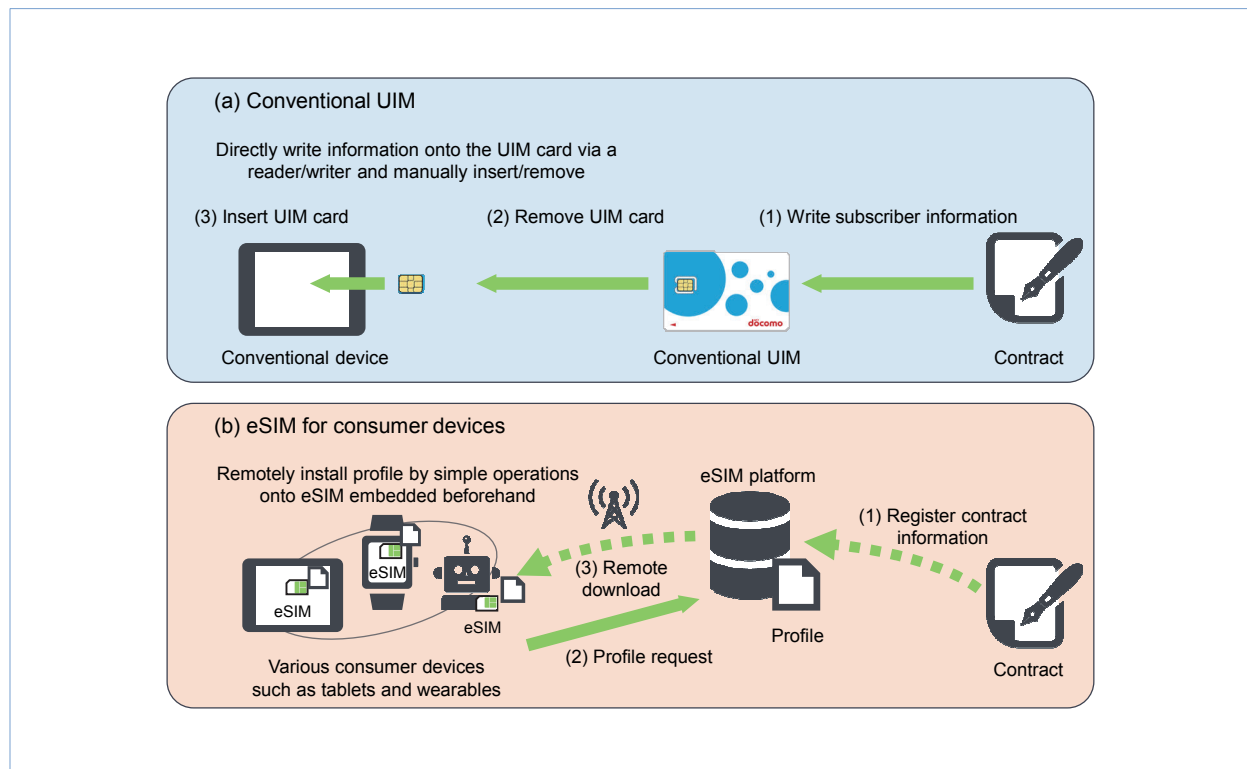 (a) Conventional UIM
Directly write information onto the UIM card via a
reader/writer and manually insert/remove
(3) Insert UIM card
(2) Remove UIM card
(1) Write subscriber information
döcomo
Conventional device
Conventional UIM
Contract
(b) eSIM for consumer devices
Remotely install profile by simple operations
onto eSIM embedded beforehand
eSIM platform
(1) Register contract
information
(3) Remote
download
eSIM
eSIM
eSIM
(2) Profile request
Profile
Various consumer devices
such as tablets and wearables
Contract